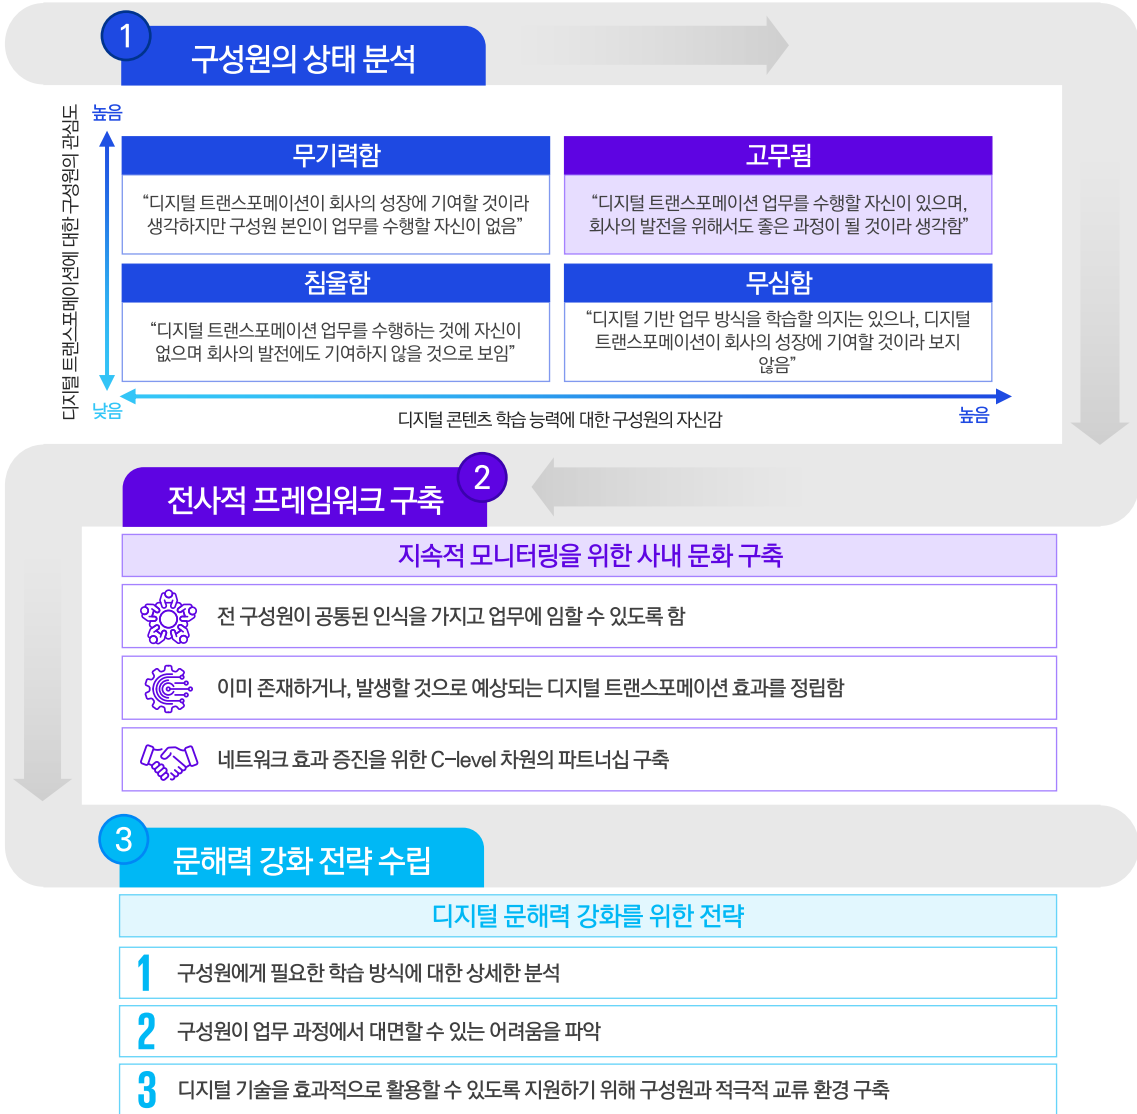 1
구성원의 상태 분석
디지털 트랜스포메이션에 대한 구성원의 관심도
높음
무기력함
“디지털 트랜스포메이션이 회사의 성장에 기여할 것이라
생각하지만 구성원 본인이 업무를 수행할 자신이 없음”
고무됨
“디지털 트랜스포메이션 업무를 수행할 자신이 있으며,
회사의 발전을 위해서도 좋은 과정이 될 것이라 생각함”
침울함
“디지털 트랜스포메이션 업무를 수행하는 것에 자신이
없으며 회사의 발전에도 기여하지 않을 것으로 보임”
무심함
“디지털 기반 업무 방식을 학습할 의지는 있으나, 디지털
트랜스포메이션이 회사의 성장에 기여할 것이라 보지
않음”
낮음
디지털 콘텐츠 학습 능력에 대한 구성원의 자신감
높음
2
전사적 프레임워크 구축
지속적 모니터링을 위한 사내 문화 구축
전 구성원이 공통된 인식을 가지고 업무에 임할 수 있도록 함
이미 존재하거나, 발생할 것으로 예상되는 디지털 트랜스포메이션 효과를 정립함
네트워크 효과 증진을 위한 C-level 차원의 파트너십 구축
3
문해력 강화 전략 수립
디지털 문해력 강화를 위한 전략
1 구성원에게 필요한 학습 방식에 대한 상세한 분석
2 구성원이 업무 과정에서 대면할 수 있는 어려움을 파악
3 디지털 기술을 효과적으로 활용할 수 있도록 지원하기 위해 구성원과 적극적 교류 환경 구축